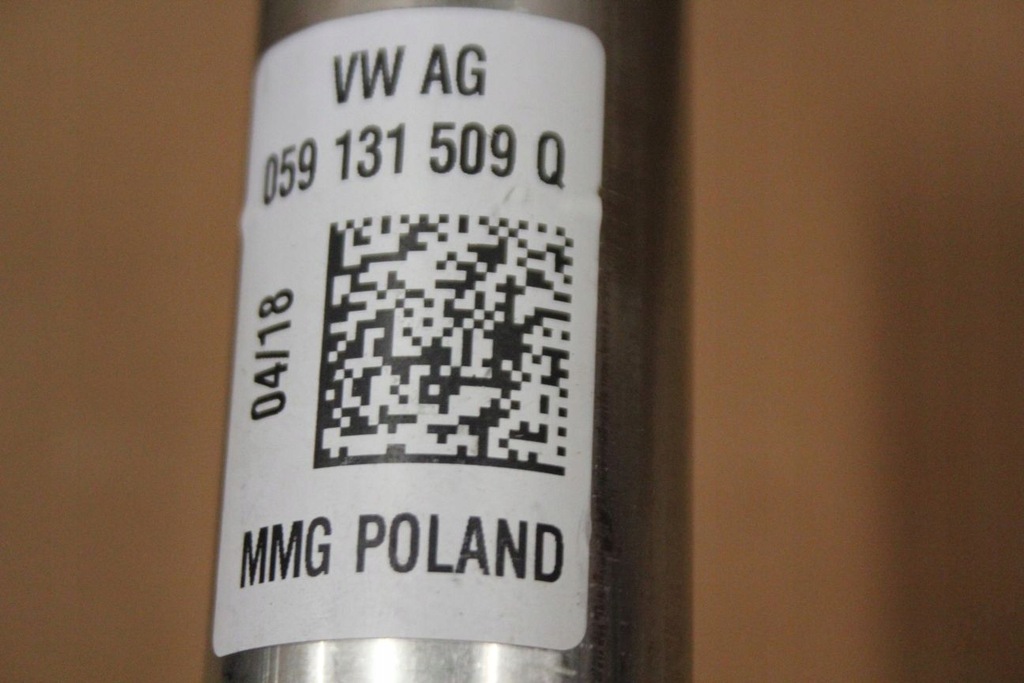 VW AG
059 131 509 Q
04/18
MMG POLAND